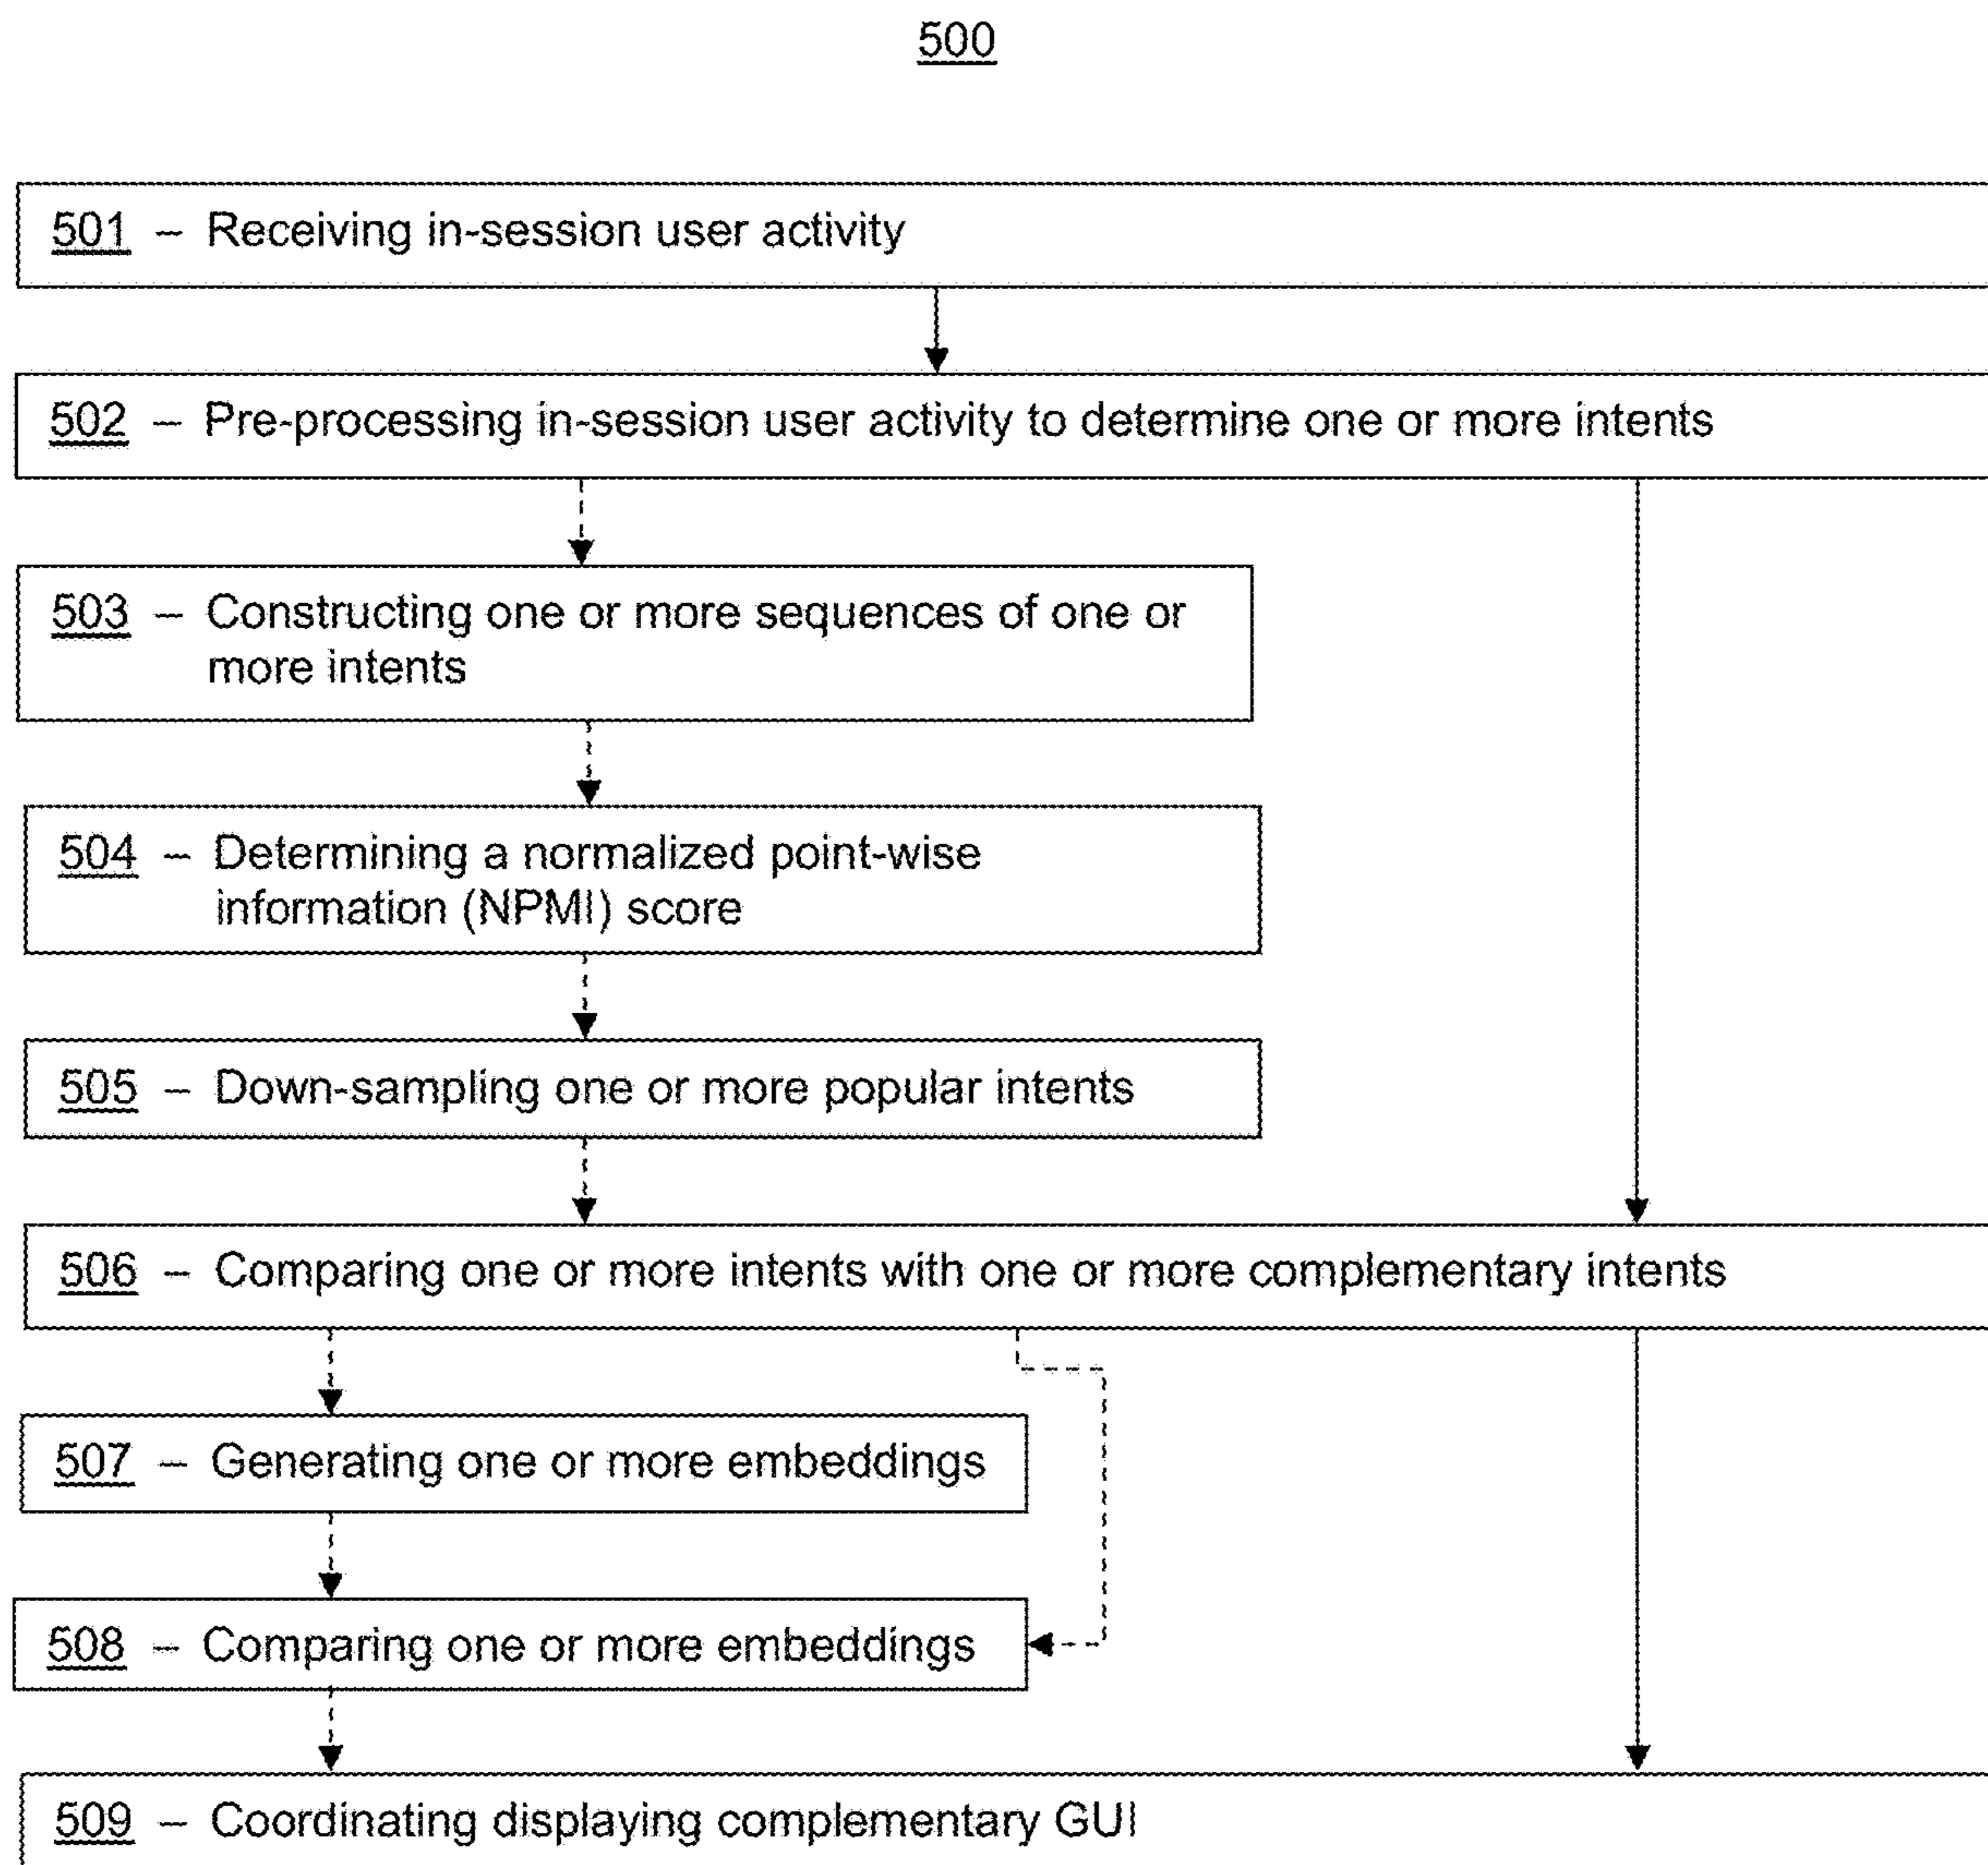 500
501 – Receiving in-session user activity
502 – Pre-processing in-session user activity to determine one or more intents
503 – Constructing one or more sequences of one or
more intents
504 – Determining a normalized point-wise
information (NPMI) score
505 – Down-sampling one or more popular intents
506 – Comparing one or more intents with one or more complementary intents
507 – Generating one or more embeddings
508 – Comparing one or more embeddings
509 – Coordinating displaying complementary GUI